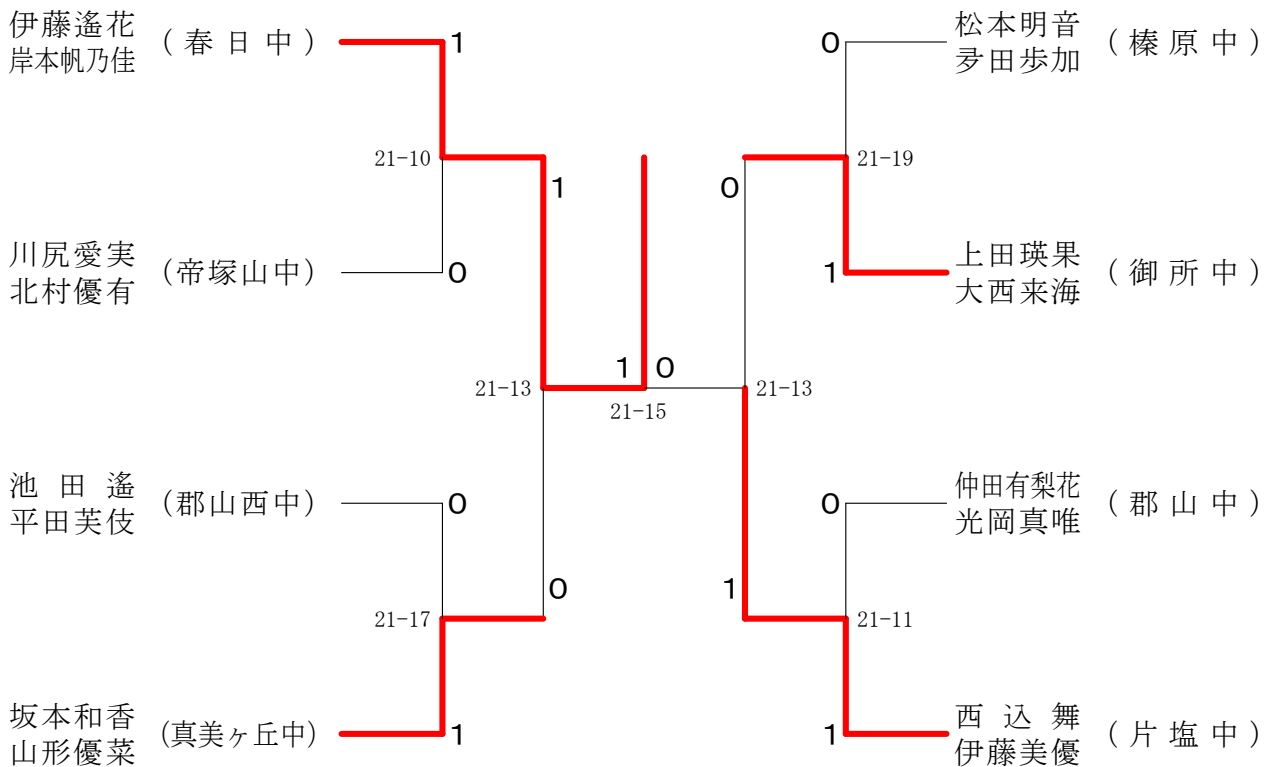 伊藤遙花
岸本帆乃佳
(春日中)
1
21-10
川尻愛実
北村優有
(帝塚山中)
0
1
21-13
池田遙
平田芙伎
(郡山西中)
0
21-17
0
坂本和香
山形優菜
(真美ヶ丘中)
1
1
0
21-15
松本明音
夛田歩加
(榛原中)
0
21-19
0
上田瑛果
大西来海
(御所中)
1
21-13
仲田有梨花
光岡真唯
(郡山中)
0
1
21-11
西込舞
伊藤美優
(片塩中)
1